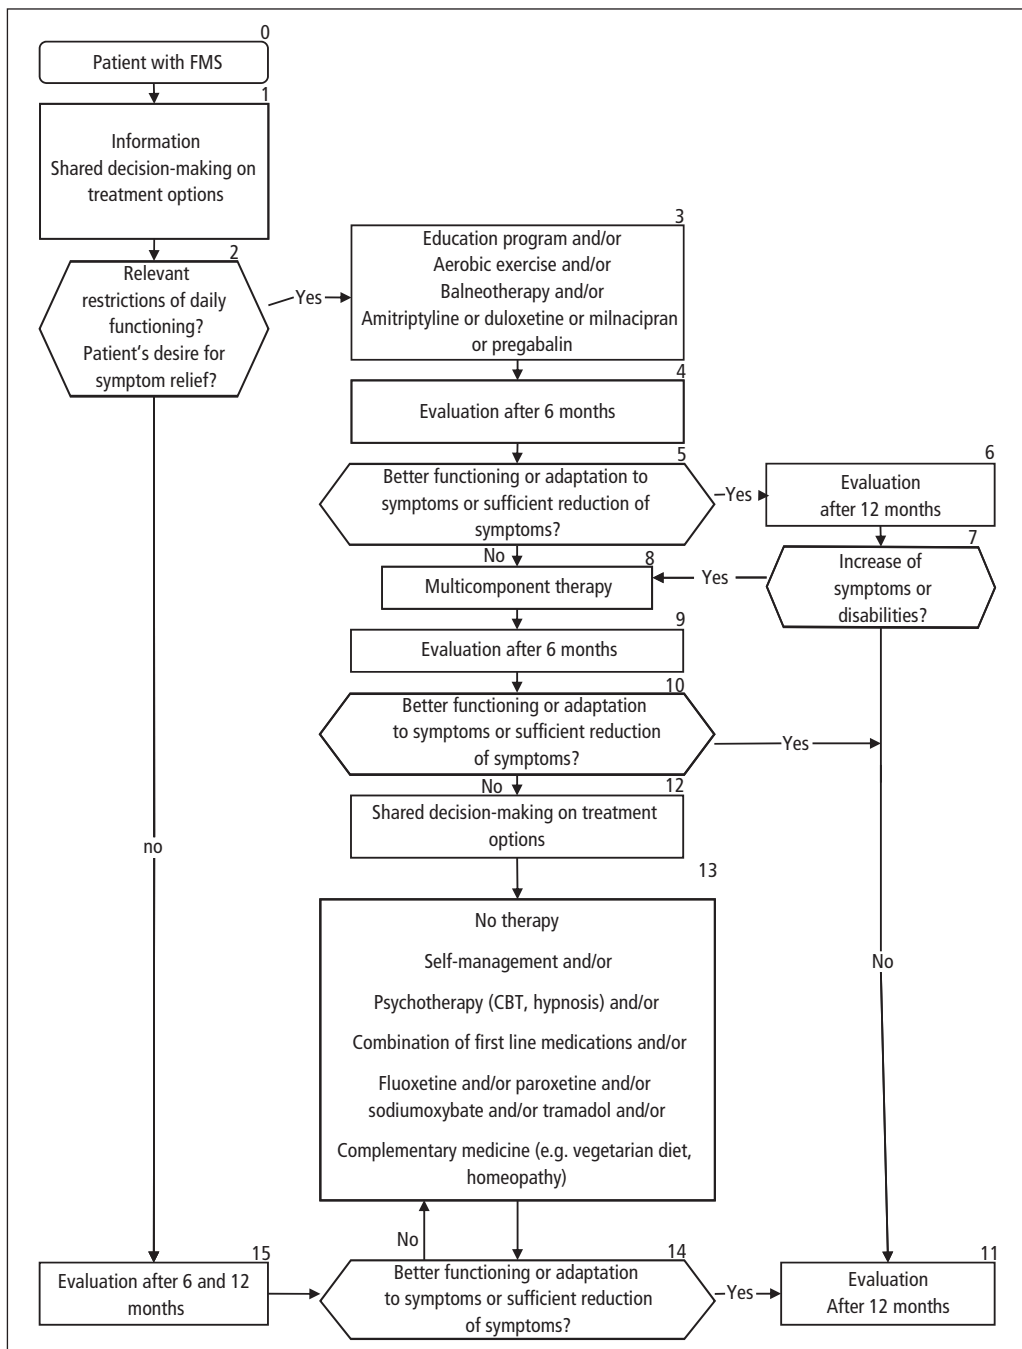 0
Patient with FMS
1
Information
Shared decision-making on
treatment options
2
Relevant
restrictions of daily
functioning?
Patient's desire for
symptom relief?
Yes
3
Education program and/or
Aerobic exercise and/or
Balneotherapy and/or
Amitriptyline or duloxetine or milnacipran
or pregabalin
4
Evaluation after 6 months
5
Better functioning or adaptation to
symptoms or sufficient reduction of
symptoms?
Yes
6
Evaluation
after 12 months
No
7
Increase of
symptoms or
disabilities?
Yes
8
Multicomponent therapy
9
Evaluation after 6 months
10
Better functioning or adaptation
to symptoms or sufficient reduction
of symptoms?
Yes
No
12
Shared decision-making on treatment
options
no
13
No therapy
Self-management and/or
Psychotherapy (CBT, hypnosis) and/or
Combination of first line medications and/or
Fluoxetine and/or paroxetine and/or
sodiumoxybate and/or tramadol and/or
Complementary medicine (e.g. vegetarian diet,
homeopathy)
No
No
15
Evaluation after 6 and 12
months
14
Better functioning or adaptation
to symptoms or sufficient reduction
of symptoms?
Yes
11
Evaluation
After 12 months